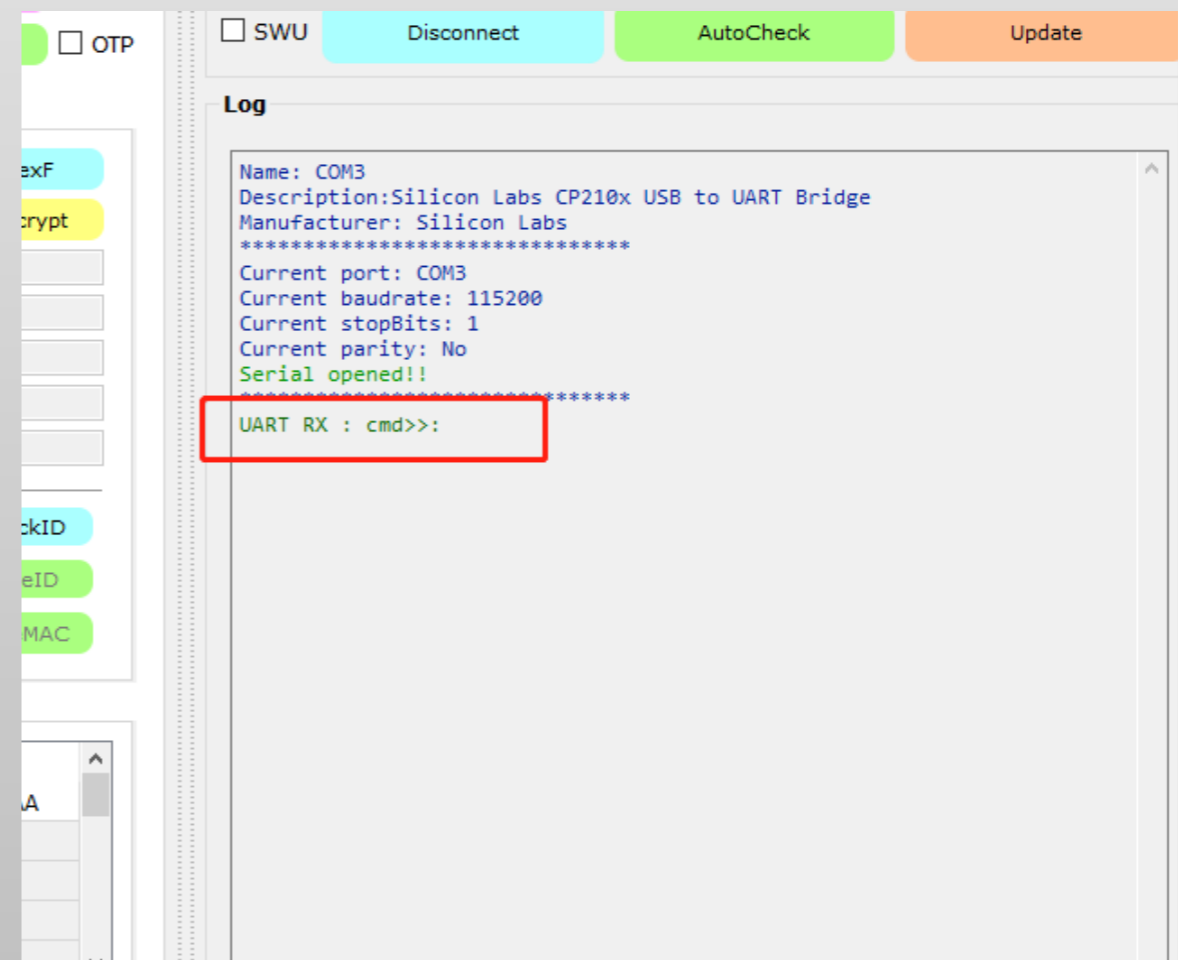 OTP
SWU
Disconnect
AutoCheck
Update
Log
exF
crypt
ckID
eID
MAC
Name: COM3
Description:Silicon Labs CP210x USB to UART Bridge
Manufacturer: Silicon Labs
*******************************
Current port: COM3
Current baudrate: 115200
Current stopBits: 1
Current parity: No
Serial opened!!
*******************************
UART RX : cmd>>: